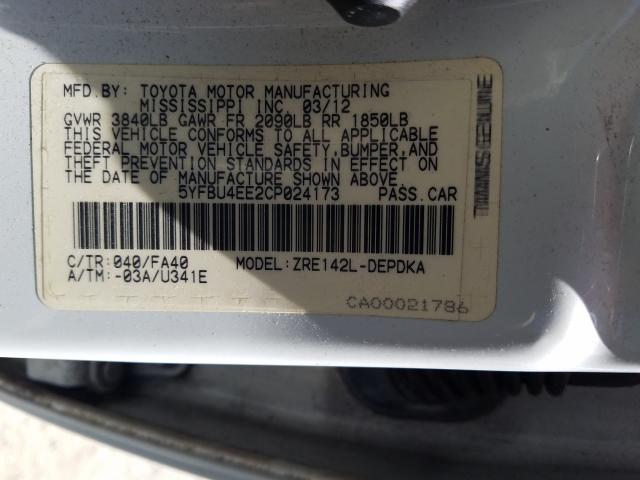 MFD.BY: TOYOTA MOTOR MANUFACTURING
MISSISSIPPI INC 03/12
GVWR 3840LB GAWR FR 2090LB RR 1850LB
THIS VEHICLE CONFORMS TO ALL APPLICABLE
FEDERAL MOTOR VEHICLE SAFETY, BUMPER, AND
THEFT PREVENTION STANDARDS IN EFFECT ON
THE DATE OF MANUFACTURE SHOWN ABOVE.
5YFBU4EE2CP024173 PASS.CAR
C/TR:040/FA40 MODEL:ZRE142L-DEPDKA
A/TM:-03A/U341E
CA00021786
GENUINE